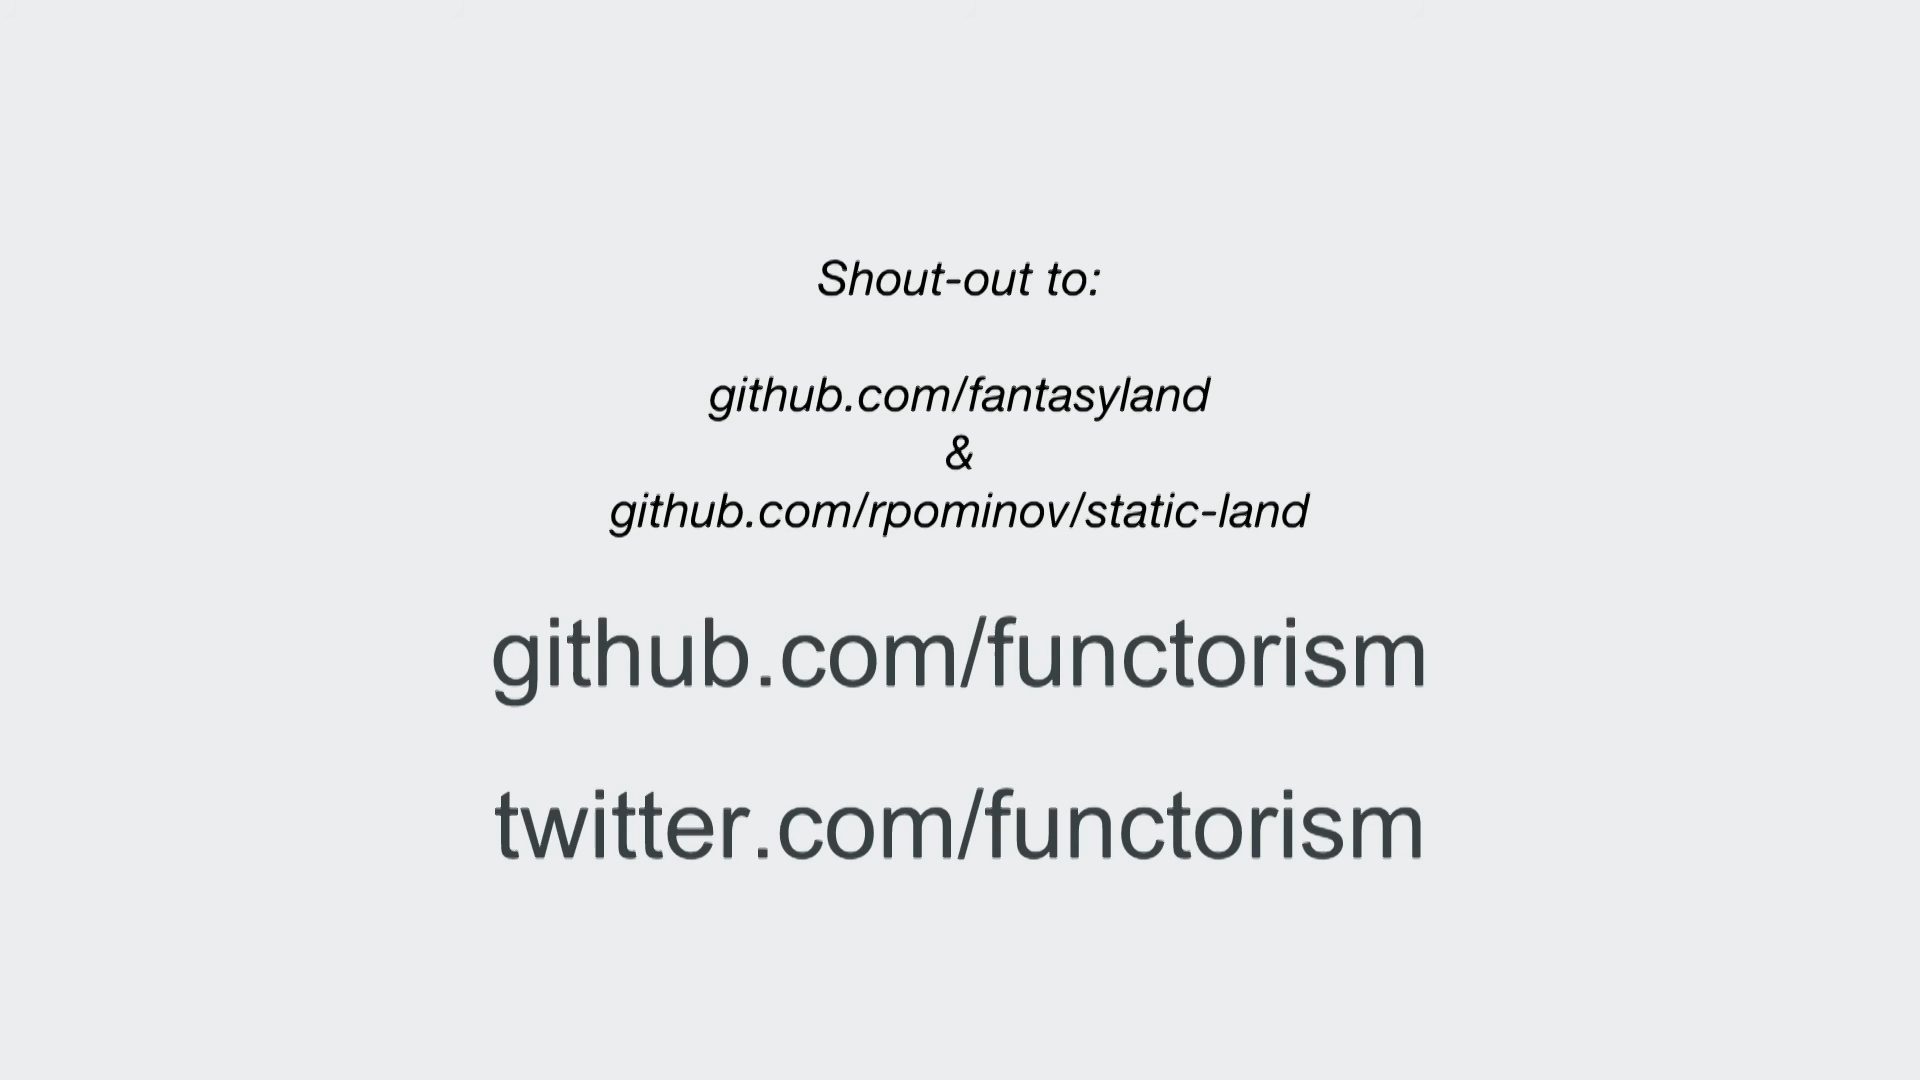 Shout-out to:
github.com/fantasyland
&
github.com/rpominov/static-land
github.com/functorism
twitter.com/functorism